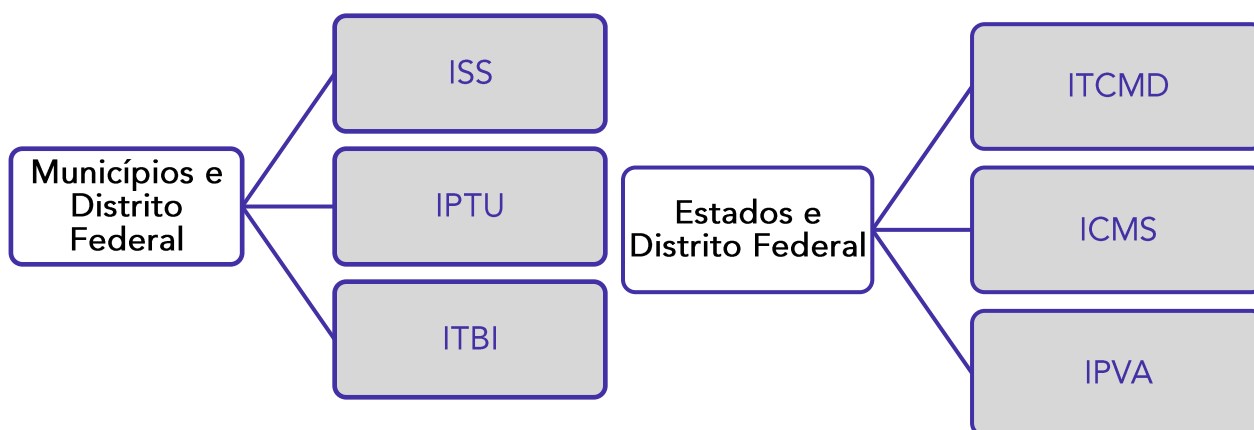 Municípios e
Distrito
Federal
ISS
IPTU
ITBI
Estados e
Distrito Federal
ITCMD
ICMS
IPVA